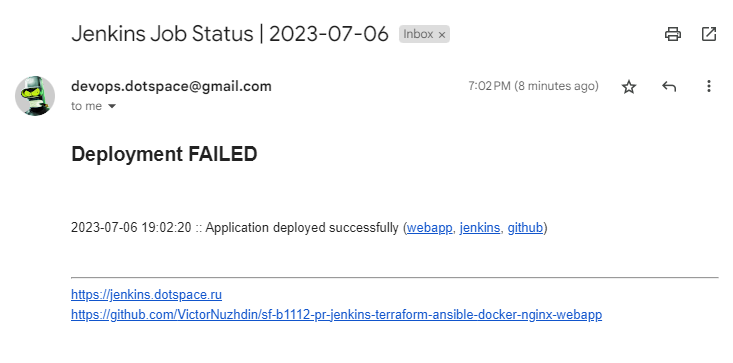 Jenkins Job Status | 2023-07-06 Inbox ×
devops.dotspace@gmail.com 7:02 PM (8 minutes ago)
to me
Deployment FAILED
2023-07-06 19:02:20 :: Application deployed successfully (webapp, jenkins, github)
https://jenkins.dotspace.ru
https://github.com/VictorNuzhdin/sf-b1112-pr-jenkins-terraform-ansible-docker-nginx-webapp